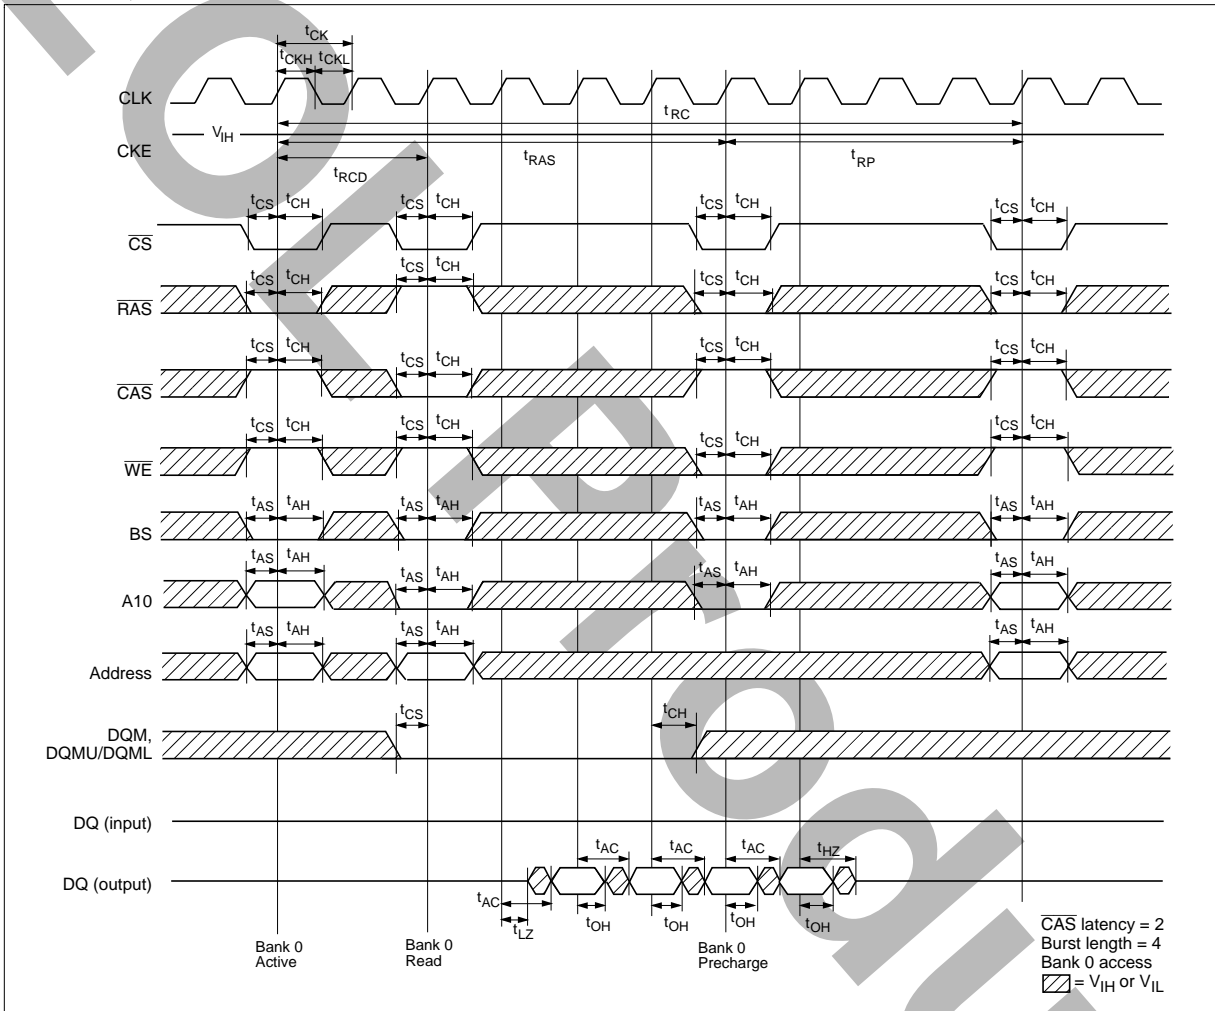 tCK
tCKH tCKL
CLK
tRC
VIH
CKE
tRAS tRP
tRCD
tCS tCH tCS tCH tCS tCH tCS tCH
CS
tCS tCH tCS tCH tCS tCH tCS tCH
RAS
tCS tCH tCS tCH tCS tCH tCS tCH
CAS
tCS tCH tCS tCH tCS tCH tCS tCH
WE
tAS tAH tAS tAH tAS tAH tAS tAH
BS
tAS tAH tAS tAH tAS tAH tAS tAH
A10
tAS tAH tAS tAH tAS tAH
Address
tCS tCH
DQM,
DQMU/DQML
DQ (input)
tAC tAC tAC tHZ
DQ (output)
tAC
tLZ tOH tOH tOH tOH
Bank 0
Active
Bank 0
Read
Bank 0
Precharge
CAS latency = 2
Burst length = 4
Bank 0 access
= VIH or VIL
OL Produ